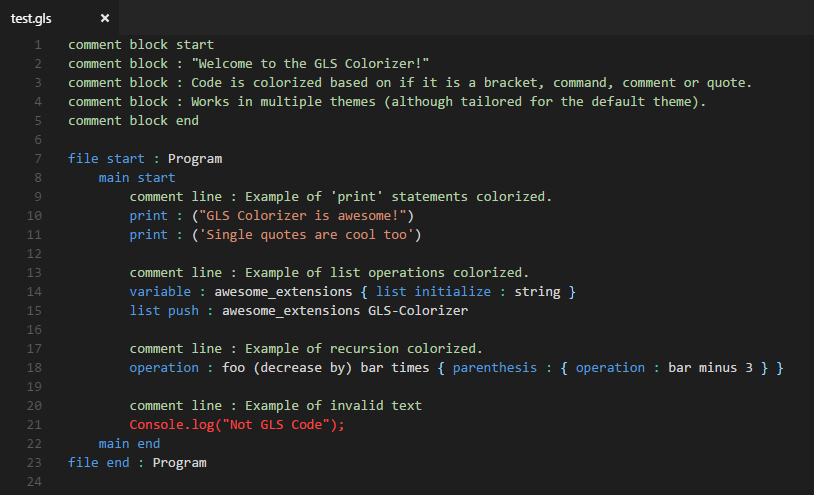 test.gls ×
1 comment block start
2 comment block : "Welcome to the GLS Colorizer!"
3 comment block : Code is colorized based on if it is a bracket, command, comment or quote.
4 comment block : Works in multiple themes (although tailored for the default theme).
5 comment block end
6
7 file start : Program
8     main start
9         comment line : Example of 'print' statements colorized.
10         print : ("GLS Colorizer is awesome!")
11         print : ('Single quotes are cool too')
12
13         comment line : Example of list operations colorized.
14         variable : awesome_extensions { list initialize : string }
15         list push : awesome_extensions GLS-Colorizer
16
17         comment line : Example of recursion colorized.
18         operation : foo (decrease by) bar times { parenthesis : { operation : bar minus 3 } }
19
20         comment line : Example of invalid text
21         Console.log("Not GLS Code");
22     main end
23 file end : Program
24